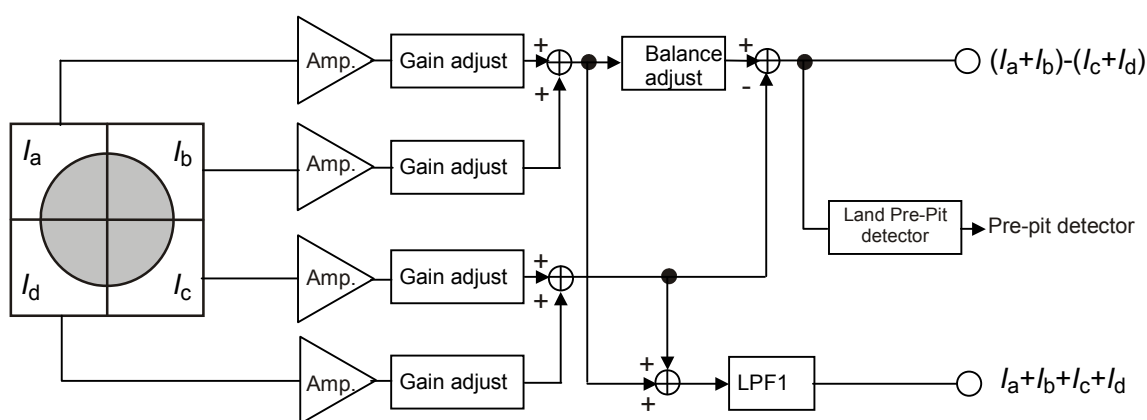 Amp.
Gain adjust
+
+
Balance
adjust
+
-
(Ia+Ib)-(Ic+Id)
Ia
Ib
Amp.
Gain adjust
Land Pre-Pit
detector
Pre-pit detector
Id
Ic
Amp.
Gain adjust
+
+
Amp.
Gain adjust
+
+
LPF1
Ia+Ib+Ic+Id